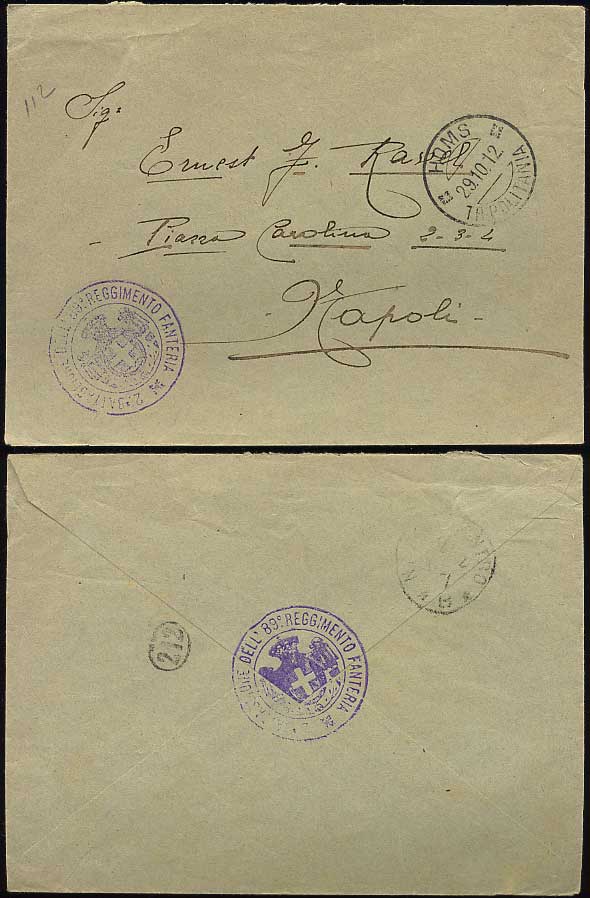 112
Sig:
Ernest J.
- Piazza Carolina 2-3-4
- Napoli -
HOMS
29.10.12.
TRIPOLITANIA
2° BATTAGLIONE DELL' 89° REGGIMENTO FANTERIA
212
DELL' 89° REGGIMENTO FANTERIA